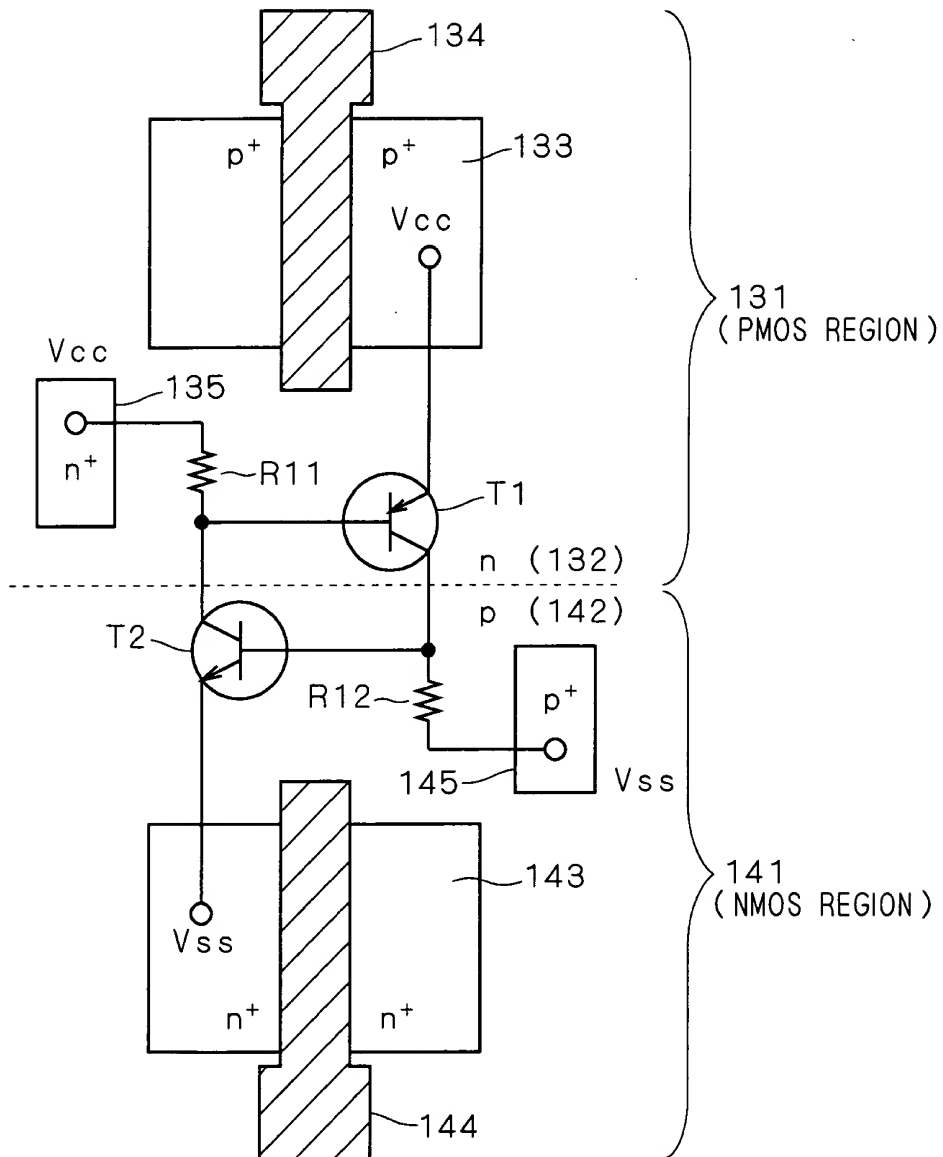 134
p+ p+ 133
Vcc
131
(PMOS REGION)
Vcc
135
n+
R11
T1
n (132)
p (142)
T2
R12
p+
145
Vss
143
141
(NMOS REGION)
Vss
n+ n+
144